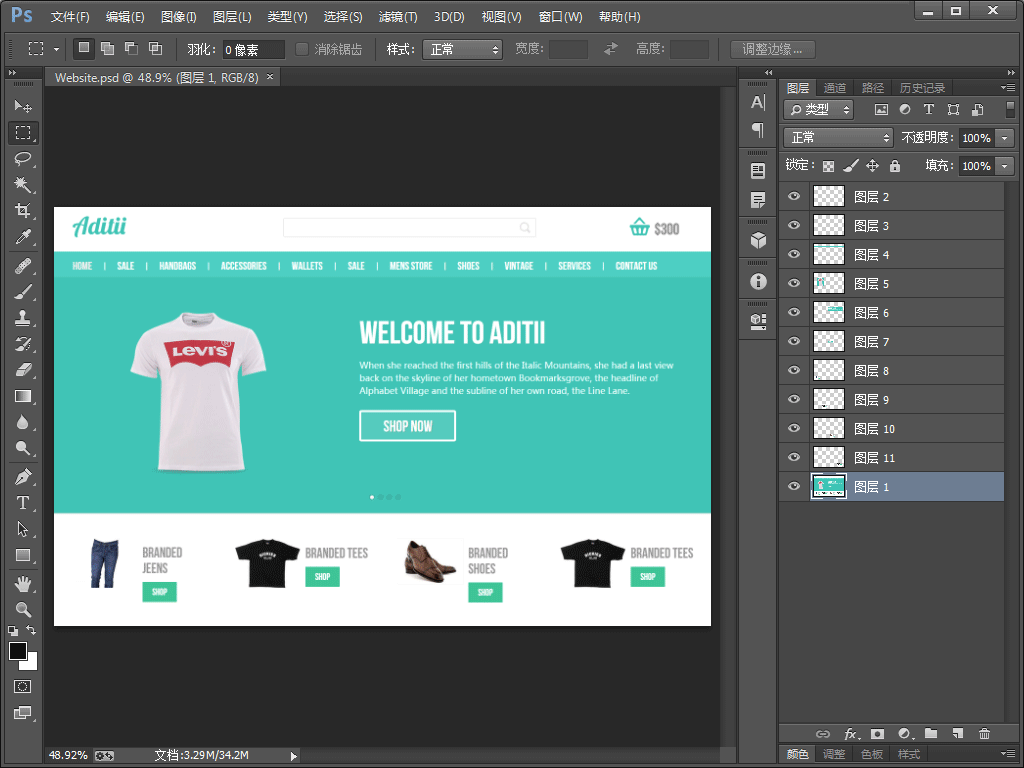 Ps 文件(F) 编辑(E) 图像(I) 图层(L) 类型(Y) 选择(S) 滤镜(T) 3D(D) 视图(V) 窗口(W) 帮助(H)
羽化: 0 像素 消除锯齿 样式: 正常 宽度: 高度: 调整边缘...
Website.psd @ 48.9% (图层 1, RGB/8) ×
图层 通道 路径 历史记录
类型
正常 不透明度: 100%
锁定: 填充: 100%
图层 2
图层 3
图层 4
图层 5
图层 6
图层 7
图层 8
图层 9
图层 10
图层 11
图层 1
Aditii $300
HOME | SALE | HANDBAGS | ACCESSORIES | WALLETS | SALE | MENS STORE | SHOES | VINTAGE | SERVICES | CONTACT US
LEVI'S
WELCOME TO ADITII
When she reached the first hills of the Italic Mountains, she had a last view
back on the skyline of her hometown Bookmarksgrove, the headline of
Alphabet Village and the subline of her own road, the Line Lane.
SHOP NOW
BRANDED
JEENS
SHOP
BRANDED TEES
SHOP
BRANDED
SHOES
SHOP
BRANDED TEES
SHOP
48.92% 文档:3.29M/34.2M
fx
颜色 调整 色板 样式